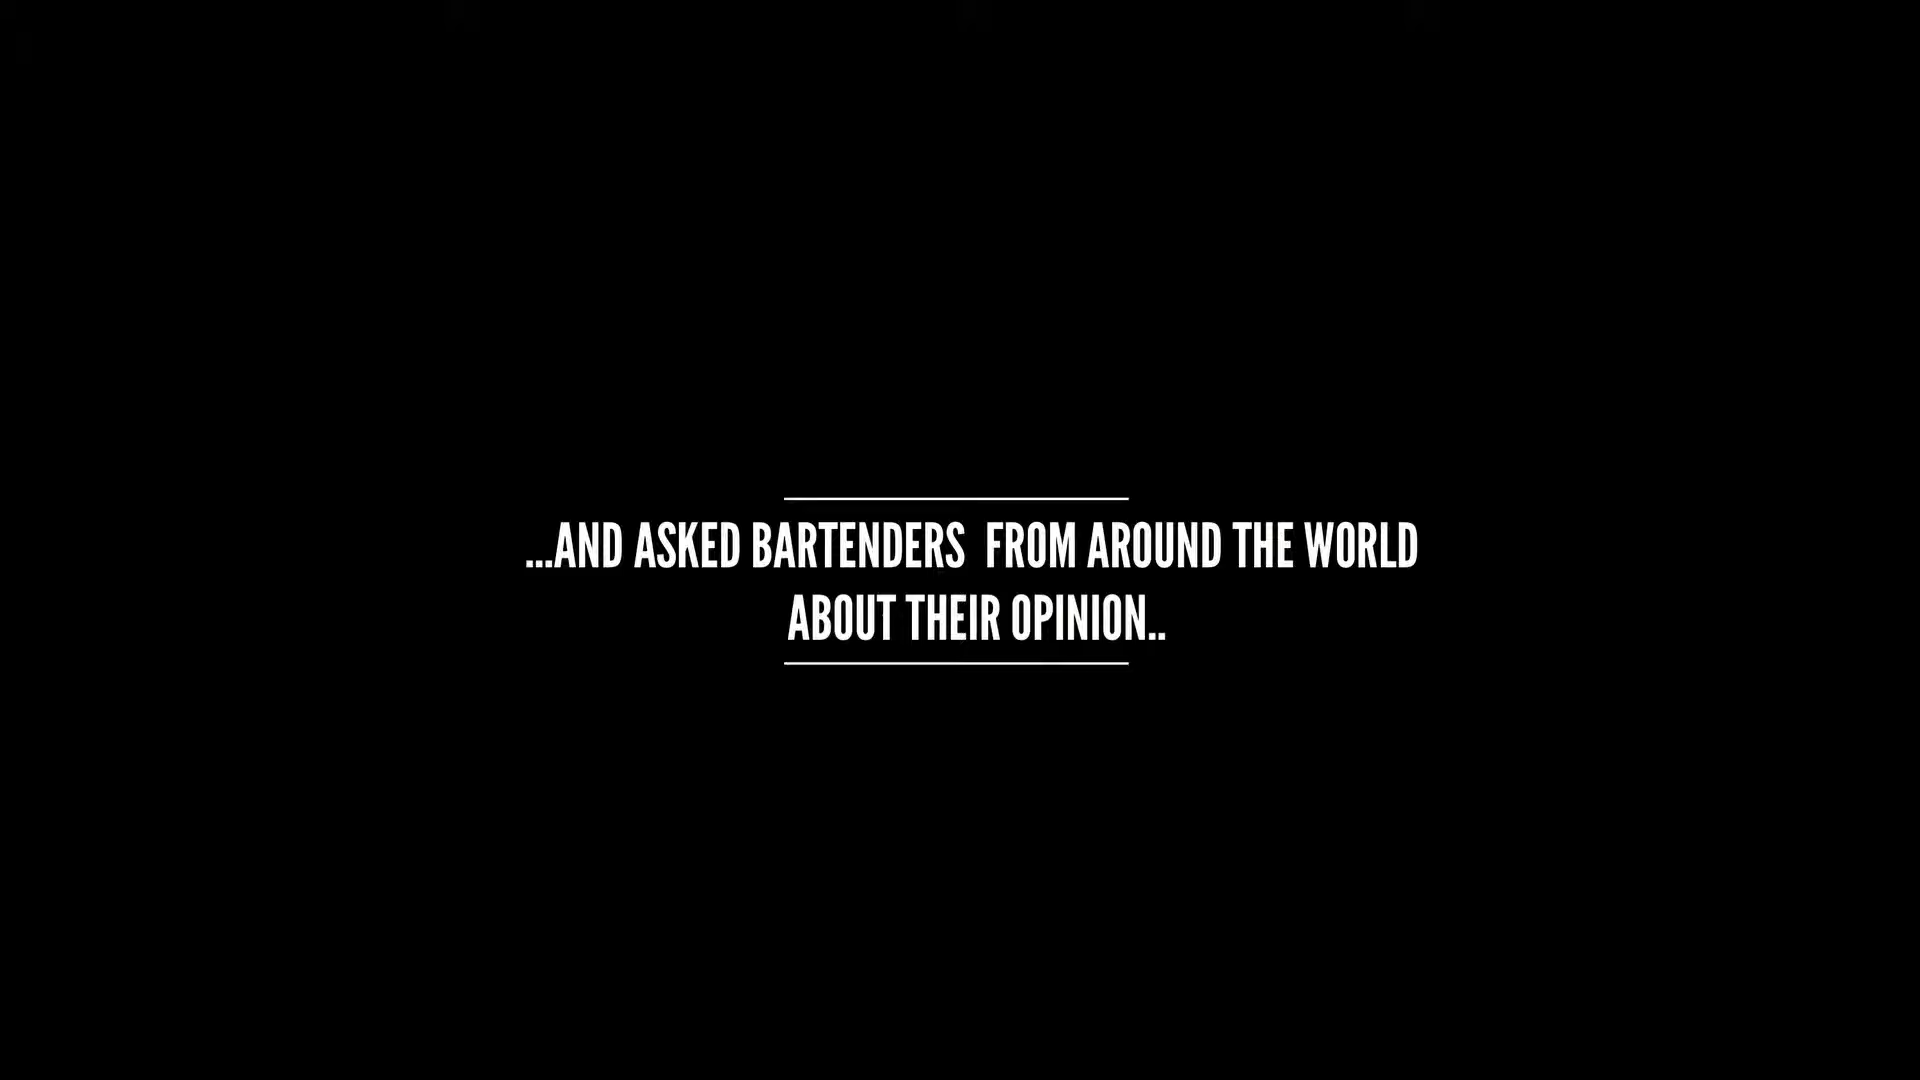 ...AND ASKED BARTENDERS  FROM AROUND THE WORLD
ABOUT THEIR OPINION..